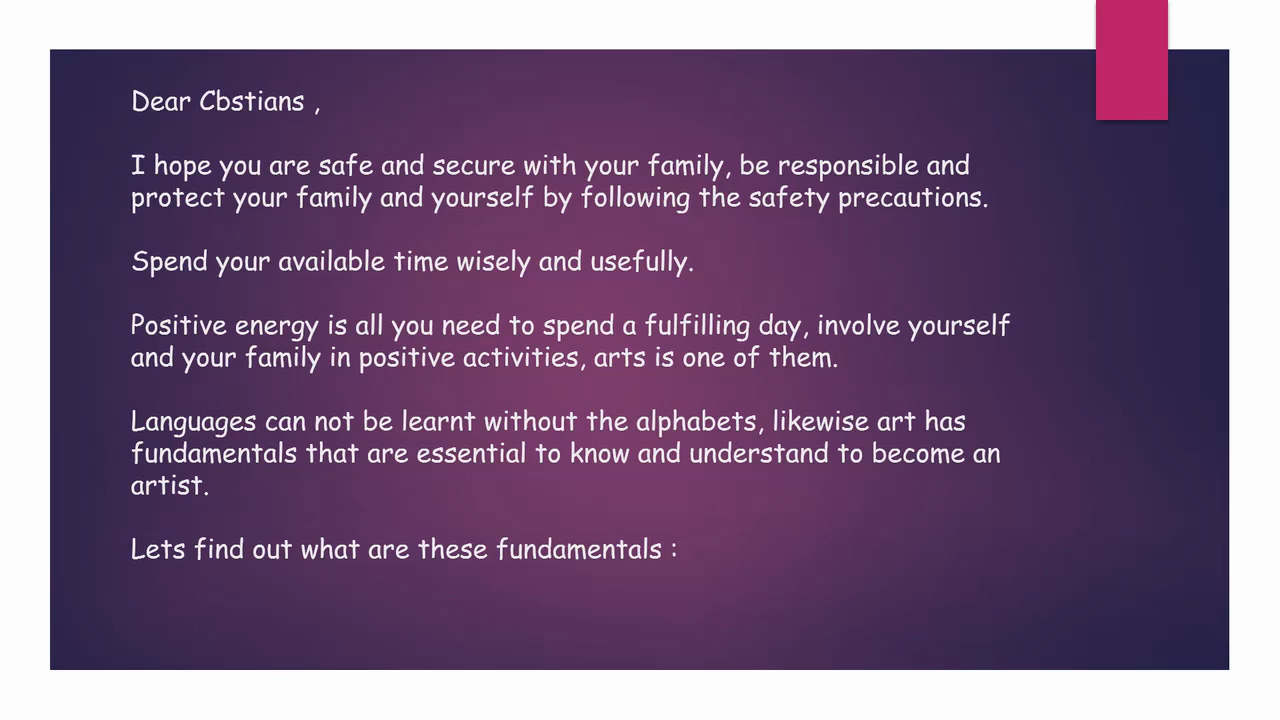 Dear Cbstians ,
I hope you are safe and secure with your family, be responsible and
protect your family and yourself by following the safety precautions.
Spend your available time wisely and usefully.
Positive energy is all you need to spend a fulfilling day, involve yourself
and your family in positive activities, arts is one of them.
Languages can not be learnt without the alphabets, likewise art has
fundamentals that are essential to know and understand to become an
artist.
Lets find out what are these fundamentals :